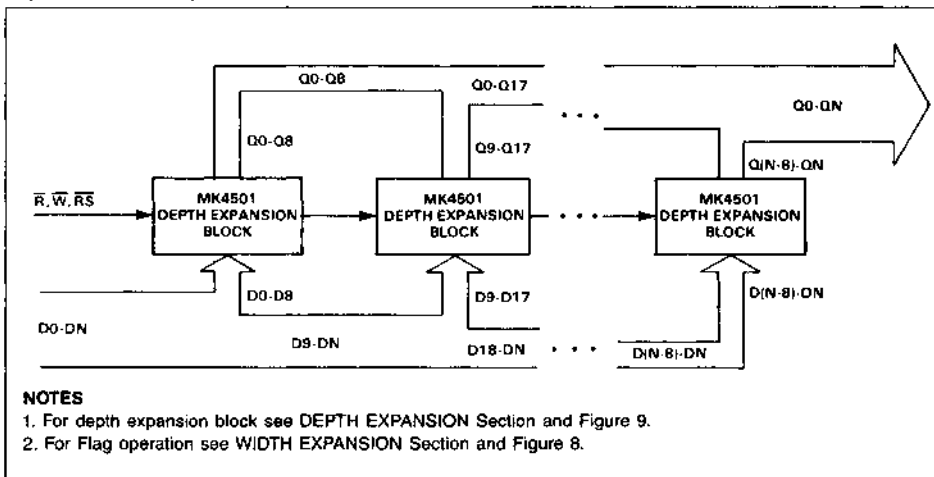 Q0-Q8
Q0-Q17
Q0-QN
Q0-Q8
Q9-Q17
Q(N-8)-QN
R, W, RS
MK4501
DEPTH EXPANSION
BLOCK
MK4501
DEPTH EXPANSION
BLOCK
MK4501
DEPTH EXPANSION
BLOCK
D0-D8
D9-D17
D(N-8)-DN
D0-DN
D9-DN
D18-DN
D(N-8)-DN
NOTES
1. For depth expansion block see DEPTH EXPANSION Section and Figure 9.
2. For Flag operation see WIDTH EXPANSION Section and Figure 8.